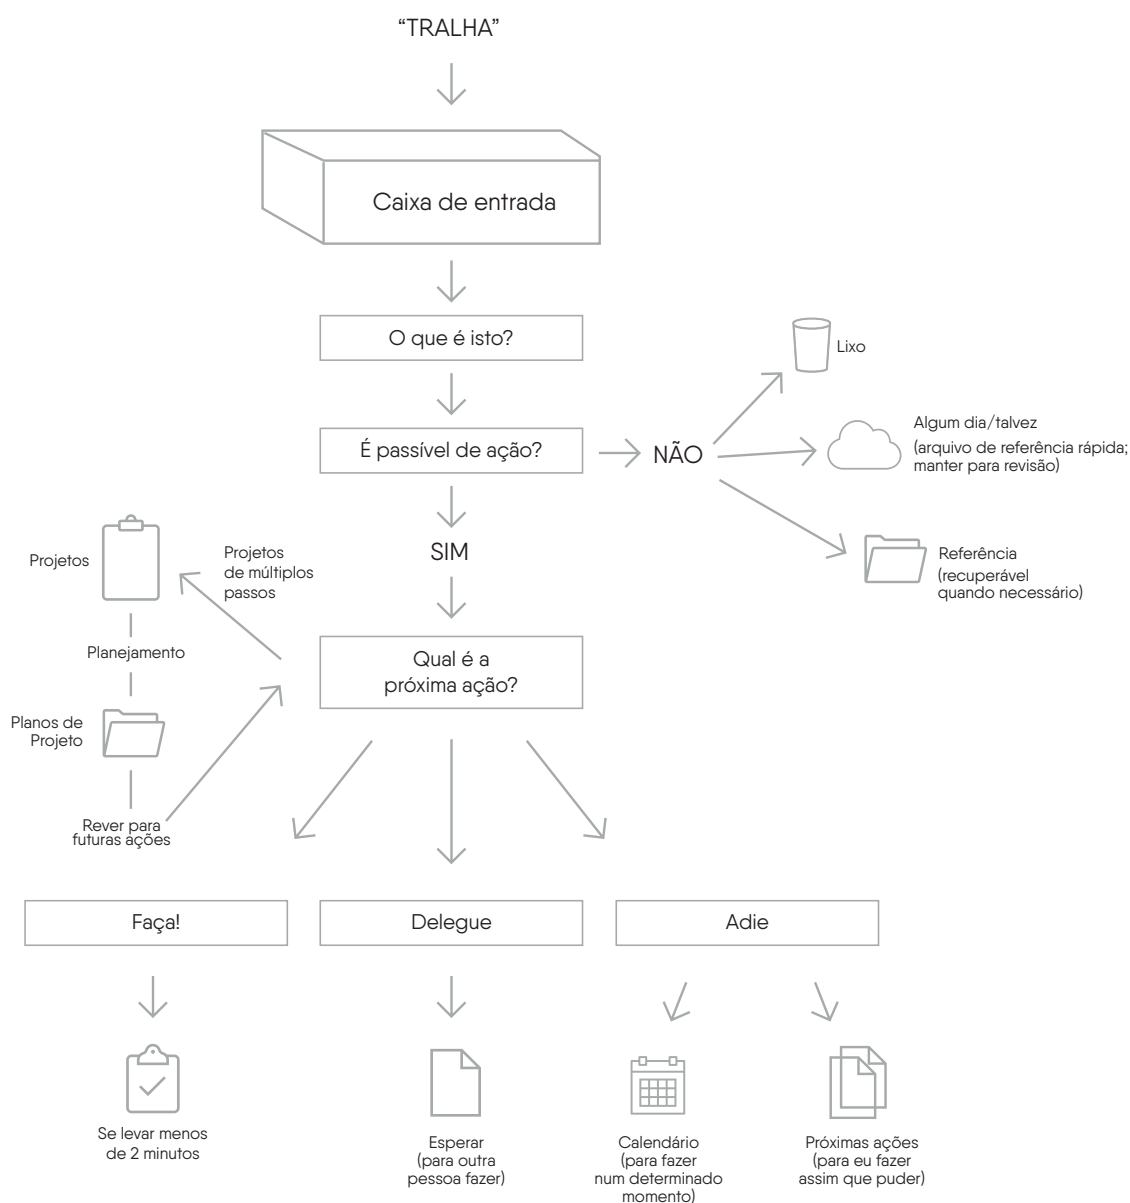 “TRALHA”
Caixa de entrada
O que é isto?
Lixo
É passível de ação?
NÃO
Algum dia/talvez
(arquivo de referência rápida;
manter para revisão)
SIM
Referência
(recuperável
quando necessário)
Projetos
Projetos
de múltiplos
passos
Planejamento
Qual é a
próxima ação?
Planos de
Projeto
Rever para
futuras ações
Faça!
Delegue
Adie
Se levar menos
de 2 minutos
Esperar
(para outra
pessoa fazer)
Calendário
(para fazer
num determinado
momento)
Próximas ações
(para eu fazer
assim que puder)